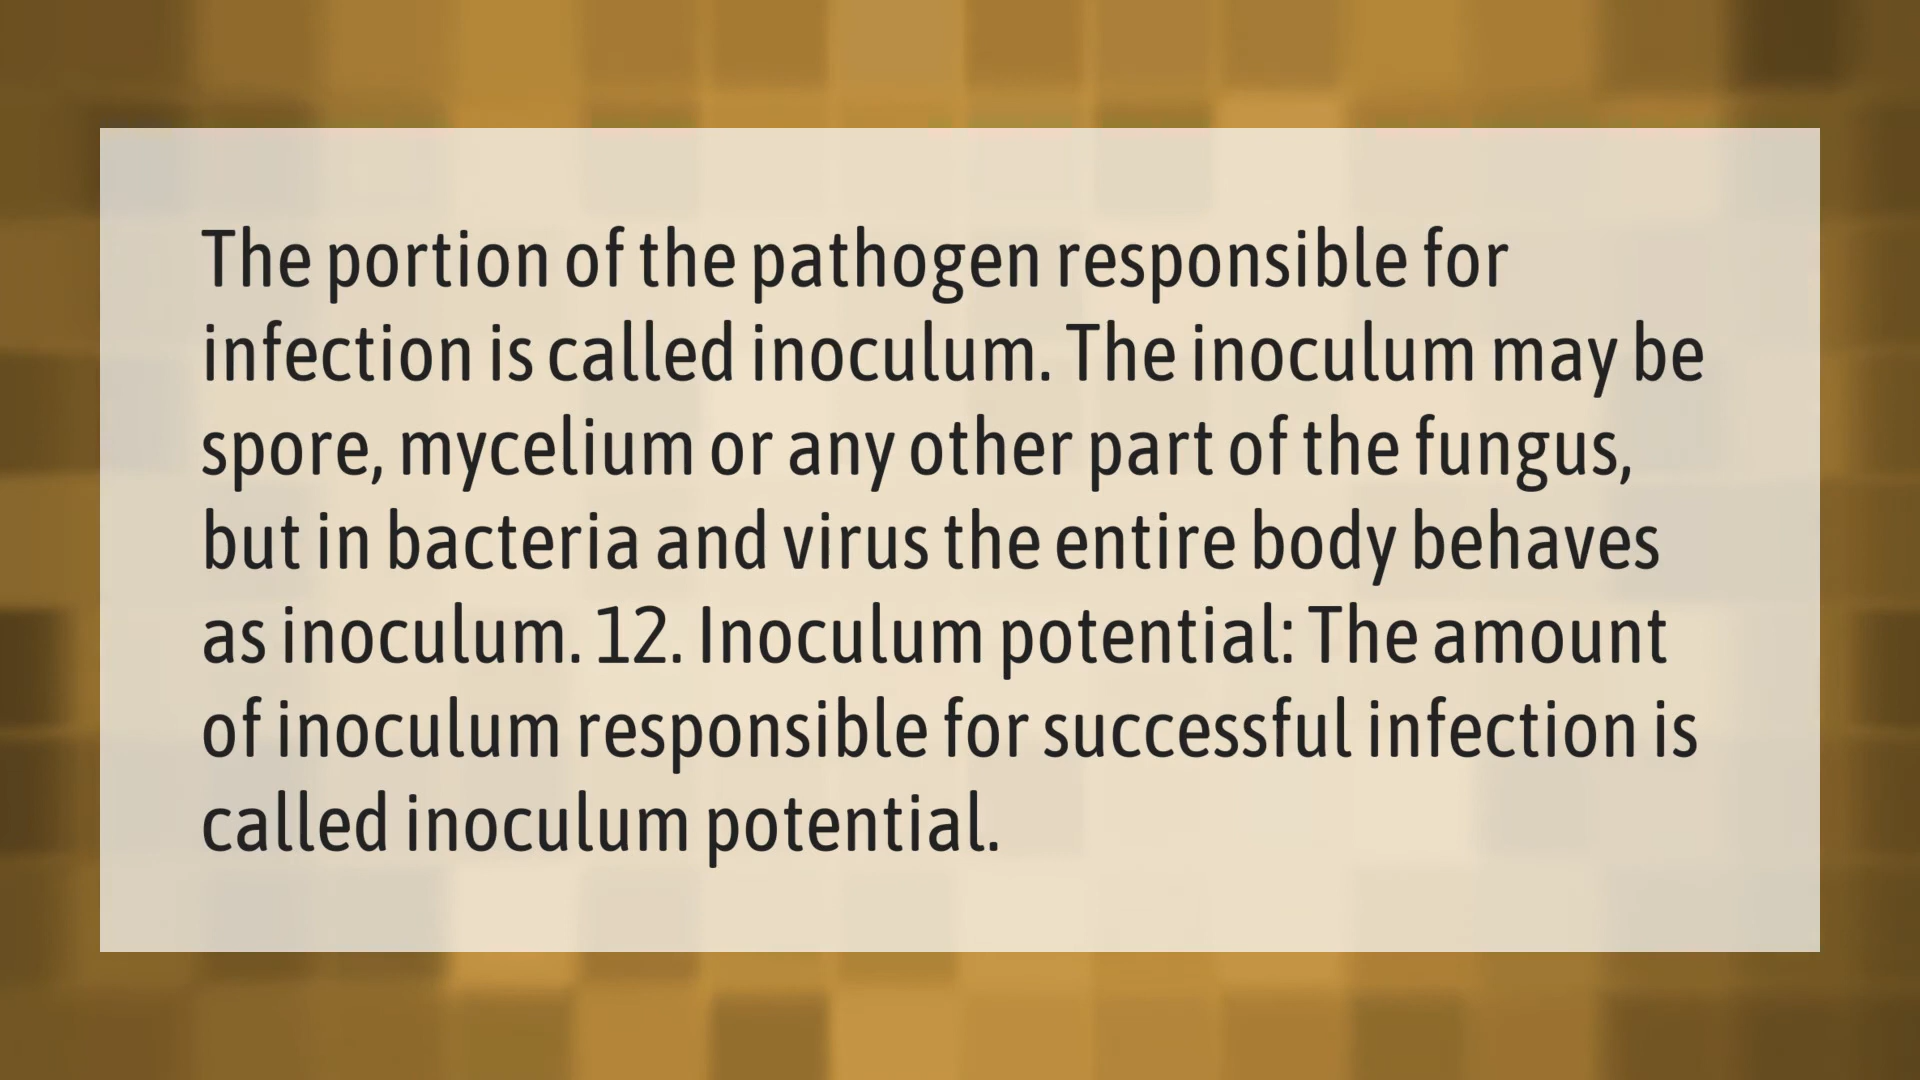 The portion of the pathogen responsible for
infection is called inoculum. The inoculum may be
spore, mycelium or any other part of the fungus,
but in bacteria and virus the entire body behaves
as inoculum. 12. Inoculum potential: The amount
of inoculum responsible for successful infection is
called inoculum potential.